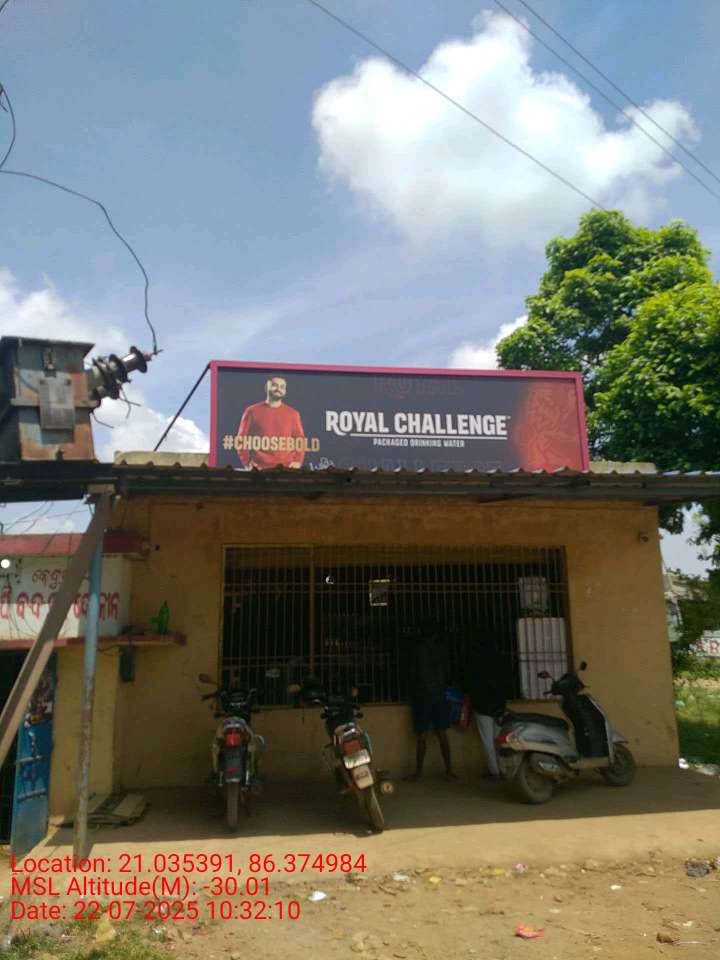 #CHOOSEBOLD
ROYAL CHALLENGE
PACKAGED DRINKING WATER
Location: 21.035391, 86.374984
MSL Altitude(M): -30.01
Date: 22-07-2025 10:32:10